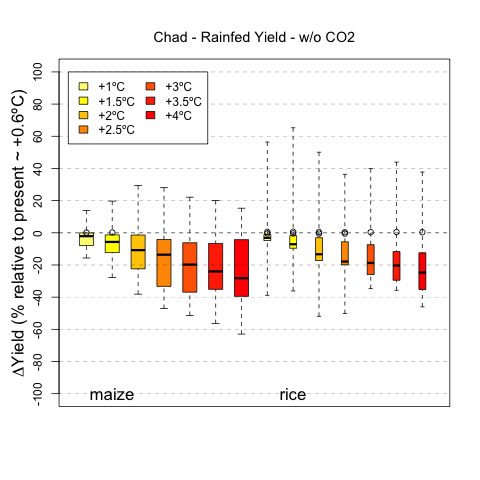 Chad - Rainfed Yield - w/o CO2
ΔYield (% relative to present ~ +0.6ºC)
100
80
60
40
20
0
-20
-40
-60
-80
-100
+1ºC
+1.5ºC
+2ºC
+2.5ºC
+3ºC
+3.5ºC
+4ºC
maize
rice